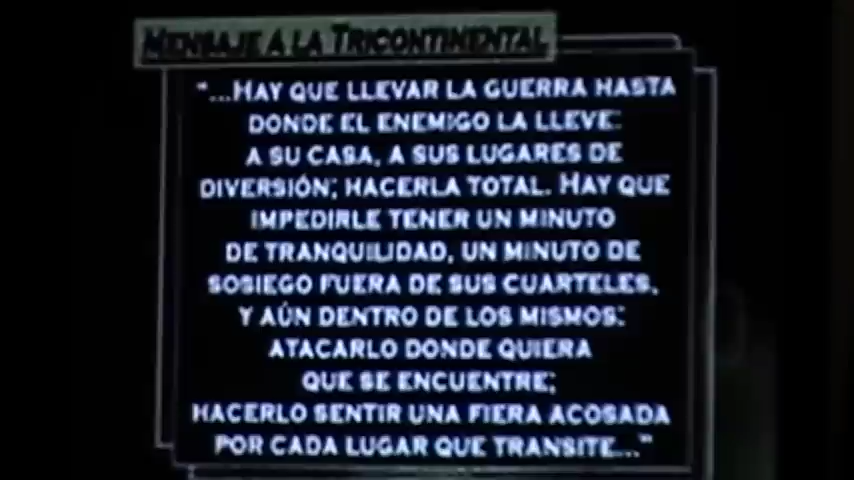 MENSAJE A LA TRICONTINENTAL
"...HAY QUE LLEVAR LA GUERRA HASTA
DONDE EL ENEMIGO LA LLEVE:
A SU CASA, A SUS LUGARES DE
DIVERSIÓN; HACERLA TOTAL. HAY QUE
IMPEDIRLE TENER UN MINUTO
DE TRANQUILIDAD, UN MINUTO DE
SOSIEGO FUERA DE SUS CUARTELES,
Y AÚN DENTRO DE LOS MISMOS:
ATACARLO DONDE QUIERA
QUE SE ENCUENTRE;
HACERLO SENTIR UNA FIERA ACOSADA
POR CADA LUGAR QUE TRANSITE..."